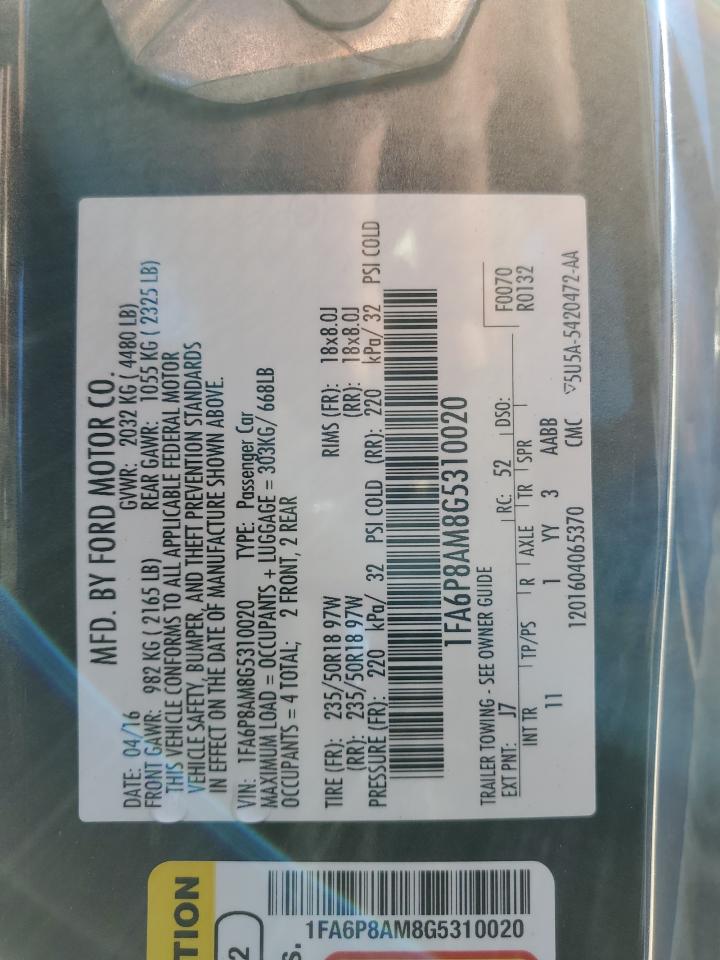 MFD. BY FORD MOTOR CO.
DATE: 04/16 GVWR: 2032 KG ( 4480 LB)
FRONT GAWR: 982 KG ( 2165 LB) REAR GAWR: 1055 KG ( 2325 LB)
THIS VEHICLE CONFORMS TO ALL APPLICABLE FEDERAL MOTOR
VEHICLE SAFETY, BUMPER, AND THEFT PREVENTION STANDARDS
IN EFFECT ON THE DATE OF MANUFACTURE SHOWN ABOVE.
VIN: 1FA6P8AM8G5310020 TYPE: Passenger Car
MAXIMUM LOAD = OCCUPANTS + LUGGAGE = 303KG/ 668LB
OCCUPANTS = 4 TOTAL; 2 FRONT, 2 REAR
TIRE (FR): 235/50R18 97W RIMS (FR): 18x8.0J
(RR): 235/50R18 97W (RR): 18x8.0J
PRESSURE (FR): 220 kPa/ 32 PSI COLD (RR): 220 kPa/ 32 PSI COLD
1FA6P8AM8G5310020
TRAILER TOWING - SEE OWNER GUIDE
EXT PNT: J7 RC: 52 DSO: F0070
R0132
INT TR TP/PS R AXLE TR SPR
11 1 YY 3 AABB
1201604065370 CMC ▽5U5A-5420472-AA
TION
2
S.
1FA6P8AM8G5310020